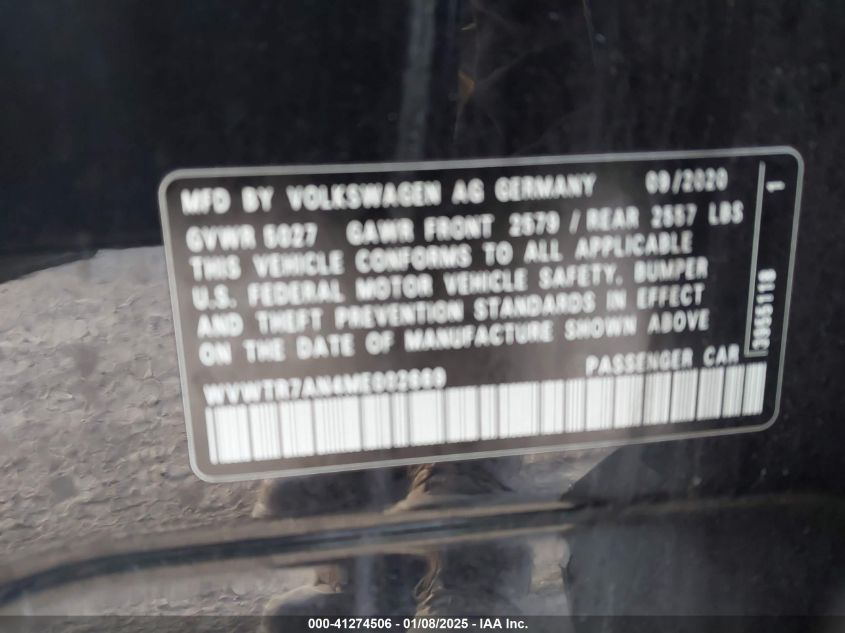 MFD BY VOLKSWAGEN AG GERMANY 09/2020
GVWR 5027 GAWR FRONT 2579 / REAR 2557 LBS
THIS VEHICLE CONFORMS TO ALL APPLICABLE
U.S. FEDERAL MOTOR VEHICLE SAFETY, BUMPER
AND THEFT PREVENTION STANDARDS IN EFFECT
ON THE DATE OF MANUFACTURE SHOWN ABOVE
PASSENGER CAR
1
000-41274506 - 01/08/2025 - IAA Inc.